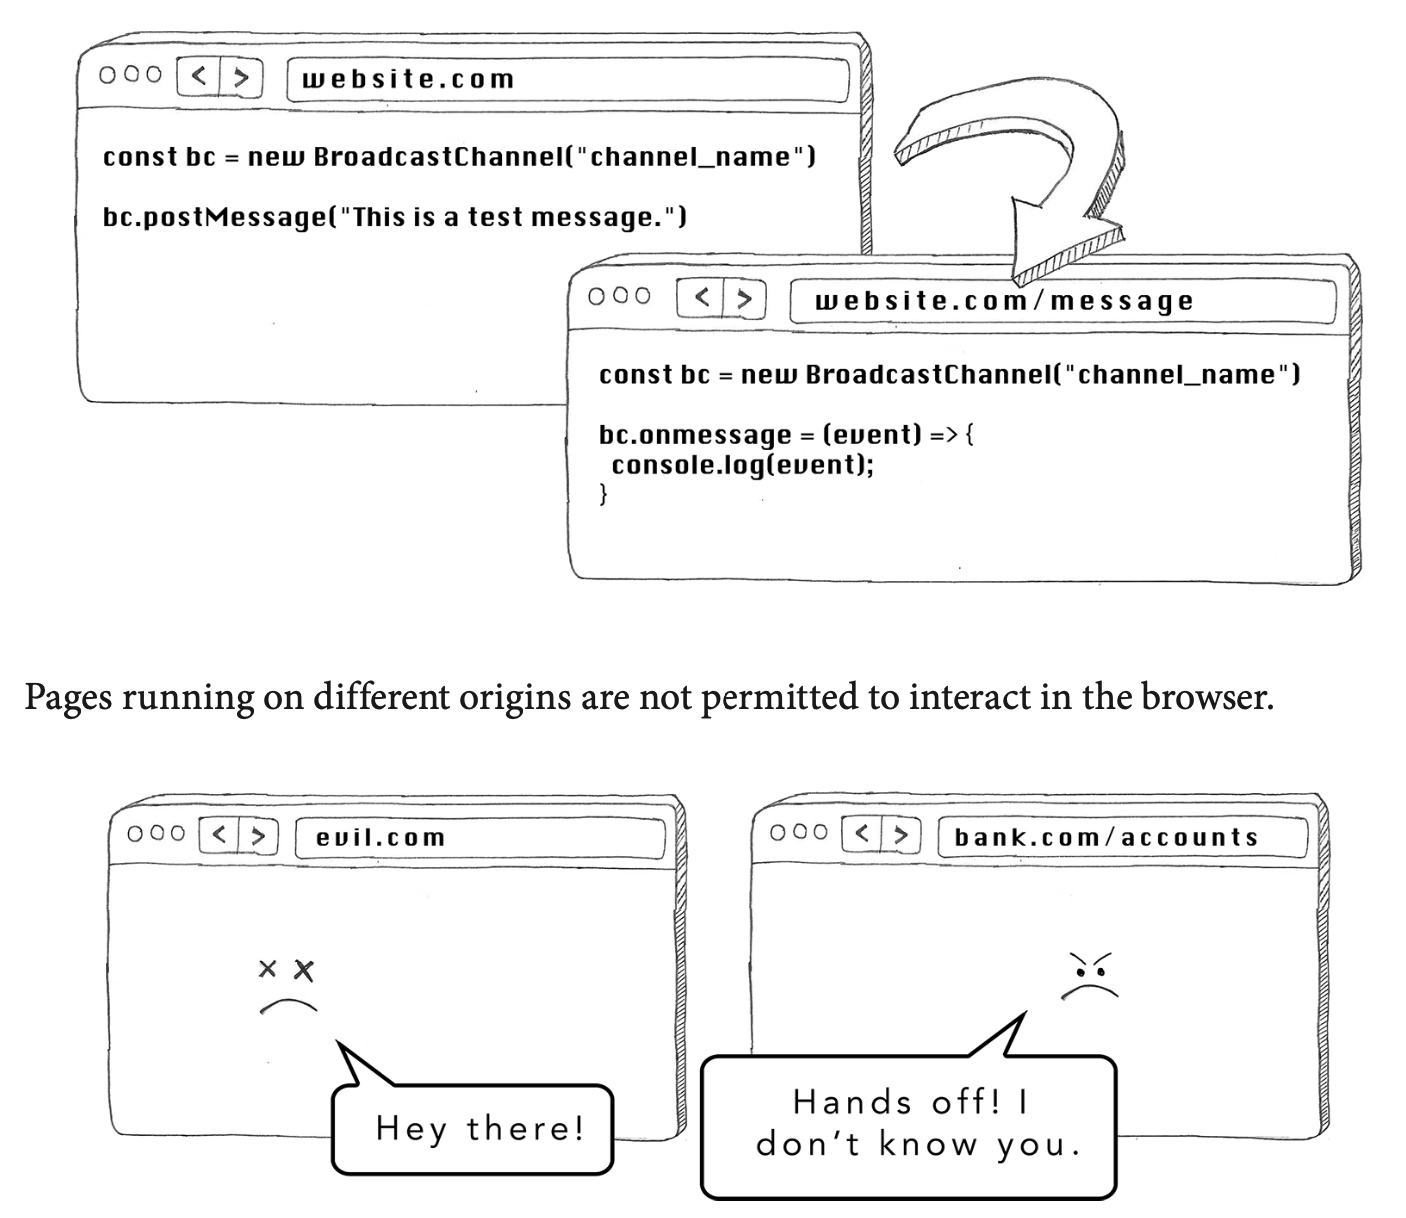 website.com
const bc = new BroadcastChannel("channel_name")
bc.postMessage("This is a test message.")
website.com/message
const bc = new BroadcastChannel("channel_name")
bc.onmessage = (event) => {
  console.log(event);
}
Pages running on different origins are not permitted to interact in the browser.
evil.com
Hey there!
bank.com/accounts
Hands off! I
don't know you.